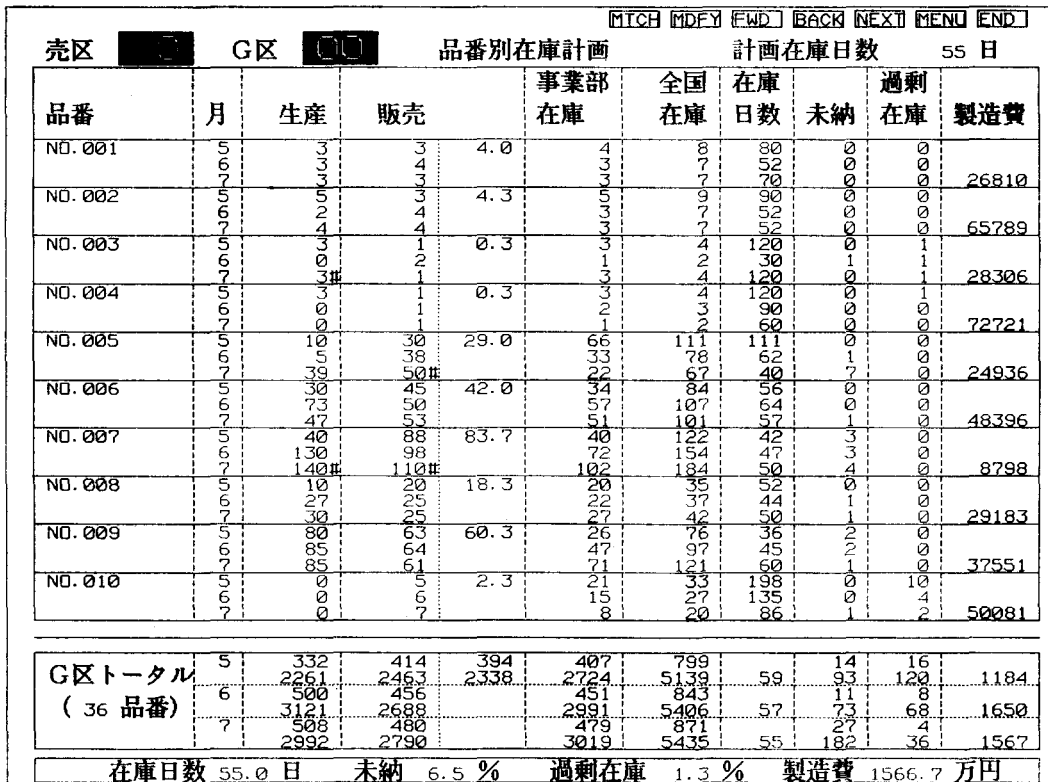 MTCH MDFY FWD BACK NEXT MENU END
売区 G区 00 品番別在庫計画 計画在庫日数 55 日
事業部 全国 在庫 過剰
品番 月 生産 販売 在庫 在庫 日数 未納 在庫 製造費
NO.001 5 3 3 4.0 4 8 80 0 0
6 3 4 3 7 52 0 0
7 3 3 3 7 70 0 0 26810
NO.002 5 5 3 4.3 5 9 90 0 0
6 2 4 3 7 52 0 0
7 4 4 3 7 52 0 0 65789
NO.003 5 3 1 0.3 3 4 120 0 1
6 0 2 1 2 30 1 1
7 3# 1 3 4 120 0 1 28306
NO.004 5 3 1 0.3 3 4 120 0 1
6 0 1 2 3 90 0 0
7 0 1 1 2 60 0 0 72721
NO.005 5 10 30 29.0 66 111 111 0 0
6 5 38 33 78 62 1 0
7 39 50# 22 67 40 7 0 24936
NO.006 5 30 45 42.0 34 84 56 0 0
6 73 50 57 107 64 0 0
7 47 53 51 101 57 1 0 48396
NO.007 5 40 88 83.7 40 122 42 3 0
6 130 98 72 154 47 3 0
7 140# 110# 102 184 50 4 0 8798
NO.008 5 10 20 18.3 20 35 52 0 0
6 27 25 22 37 44 1 0
7 30 25 27 42 50 1 0 29183
NO.009 5 80 63 60.3 26 76 36 2 0
6 85 64 47 97 45 2 0
7 85 61 71 121 60 1 0 37551
NO.010 5 0 5 2.3 21 33 198 0 10
6 0 6 15 27 135 0 4
7 0 7 8 20 86 1 2 50081
G区トータル 5 332 414 394 407 799 14 16
2261 2463 2338 2724 5139 59 93 120 1184
( 36 品番) 6 500 456 451 843 11 8
3121 2688 2991 5406 57 73 68 1650
7 508 480 479 871 27 4
2992 2790 3019 5435 55 182 36 1567
在庫日数 55.0 日 未納 6.5 % 過剰在庫 1.3 % 製造費 1566.7 万円